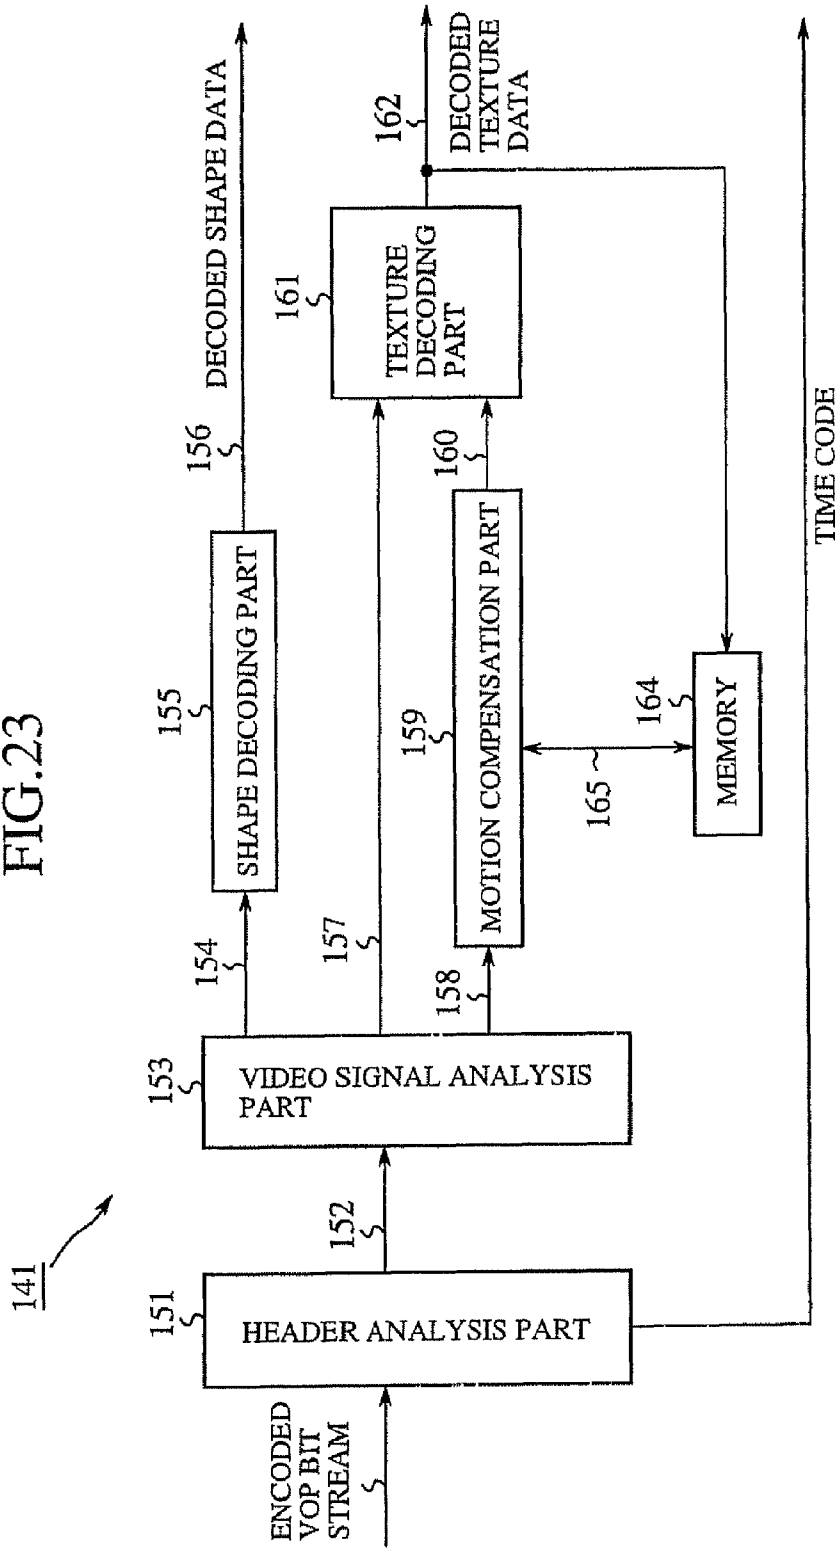 FIG.23
141
ENCODED
VOP BIT
STREAM
151
HEADER ANALYSIS PART
152
153
VIDEO SIGNAL ANALYSIS
PART
154
155
SHAPE DECODING PART
156
DECODED SHAPE DATA
157
158
159
MOTION COMPENSATION PART
160
161
TEXTURE
DECODING
PART
162
DECODED
TEXTURE
DATA
165
164
MEMORY
TIME CODE